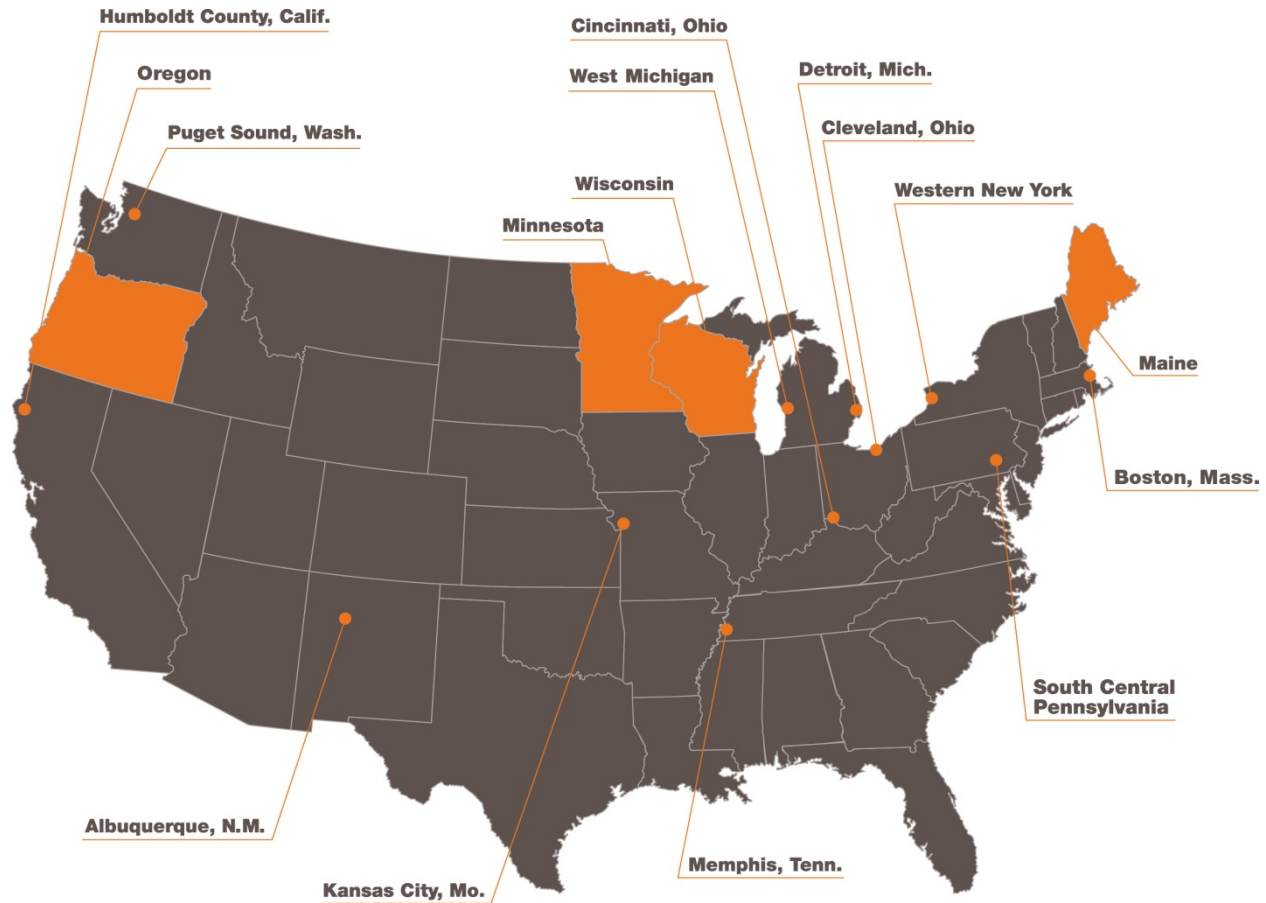 Humboldt County, Calif.
Cincinnati, Ohio
Oregon
West Michigan
Detroit, Mich.
Puget Sound, Wash.
Cleveland, Ohio
Wisconsin
Western New York
Minnesota
Maine
Boston, Mass.
South Central
Pennsylvania
Albuquerque, N.M.
Memphis, Tenn.
Kansas City, Mo.